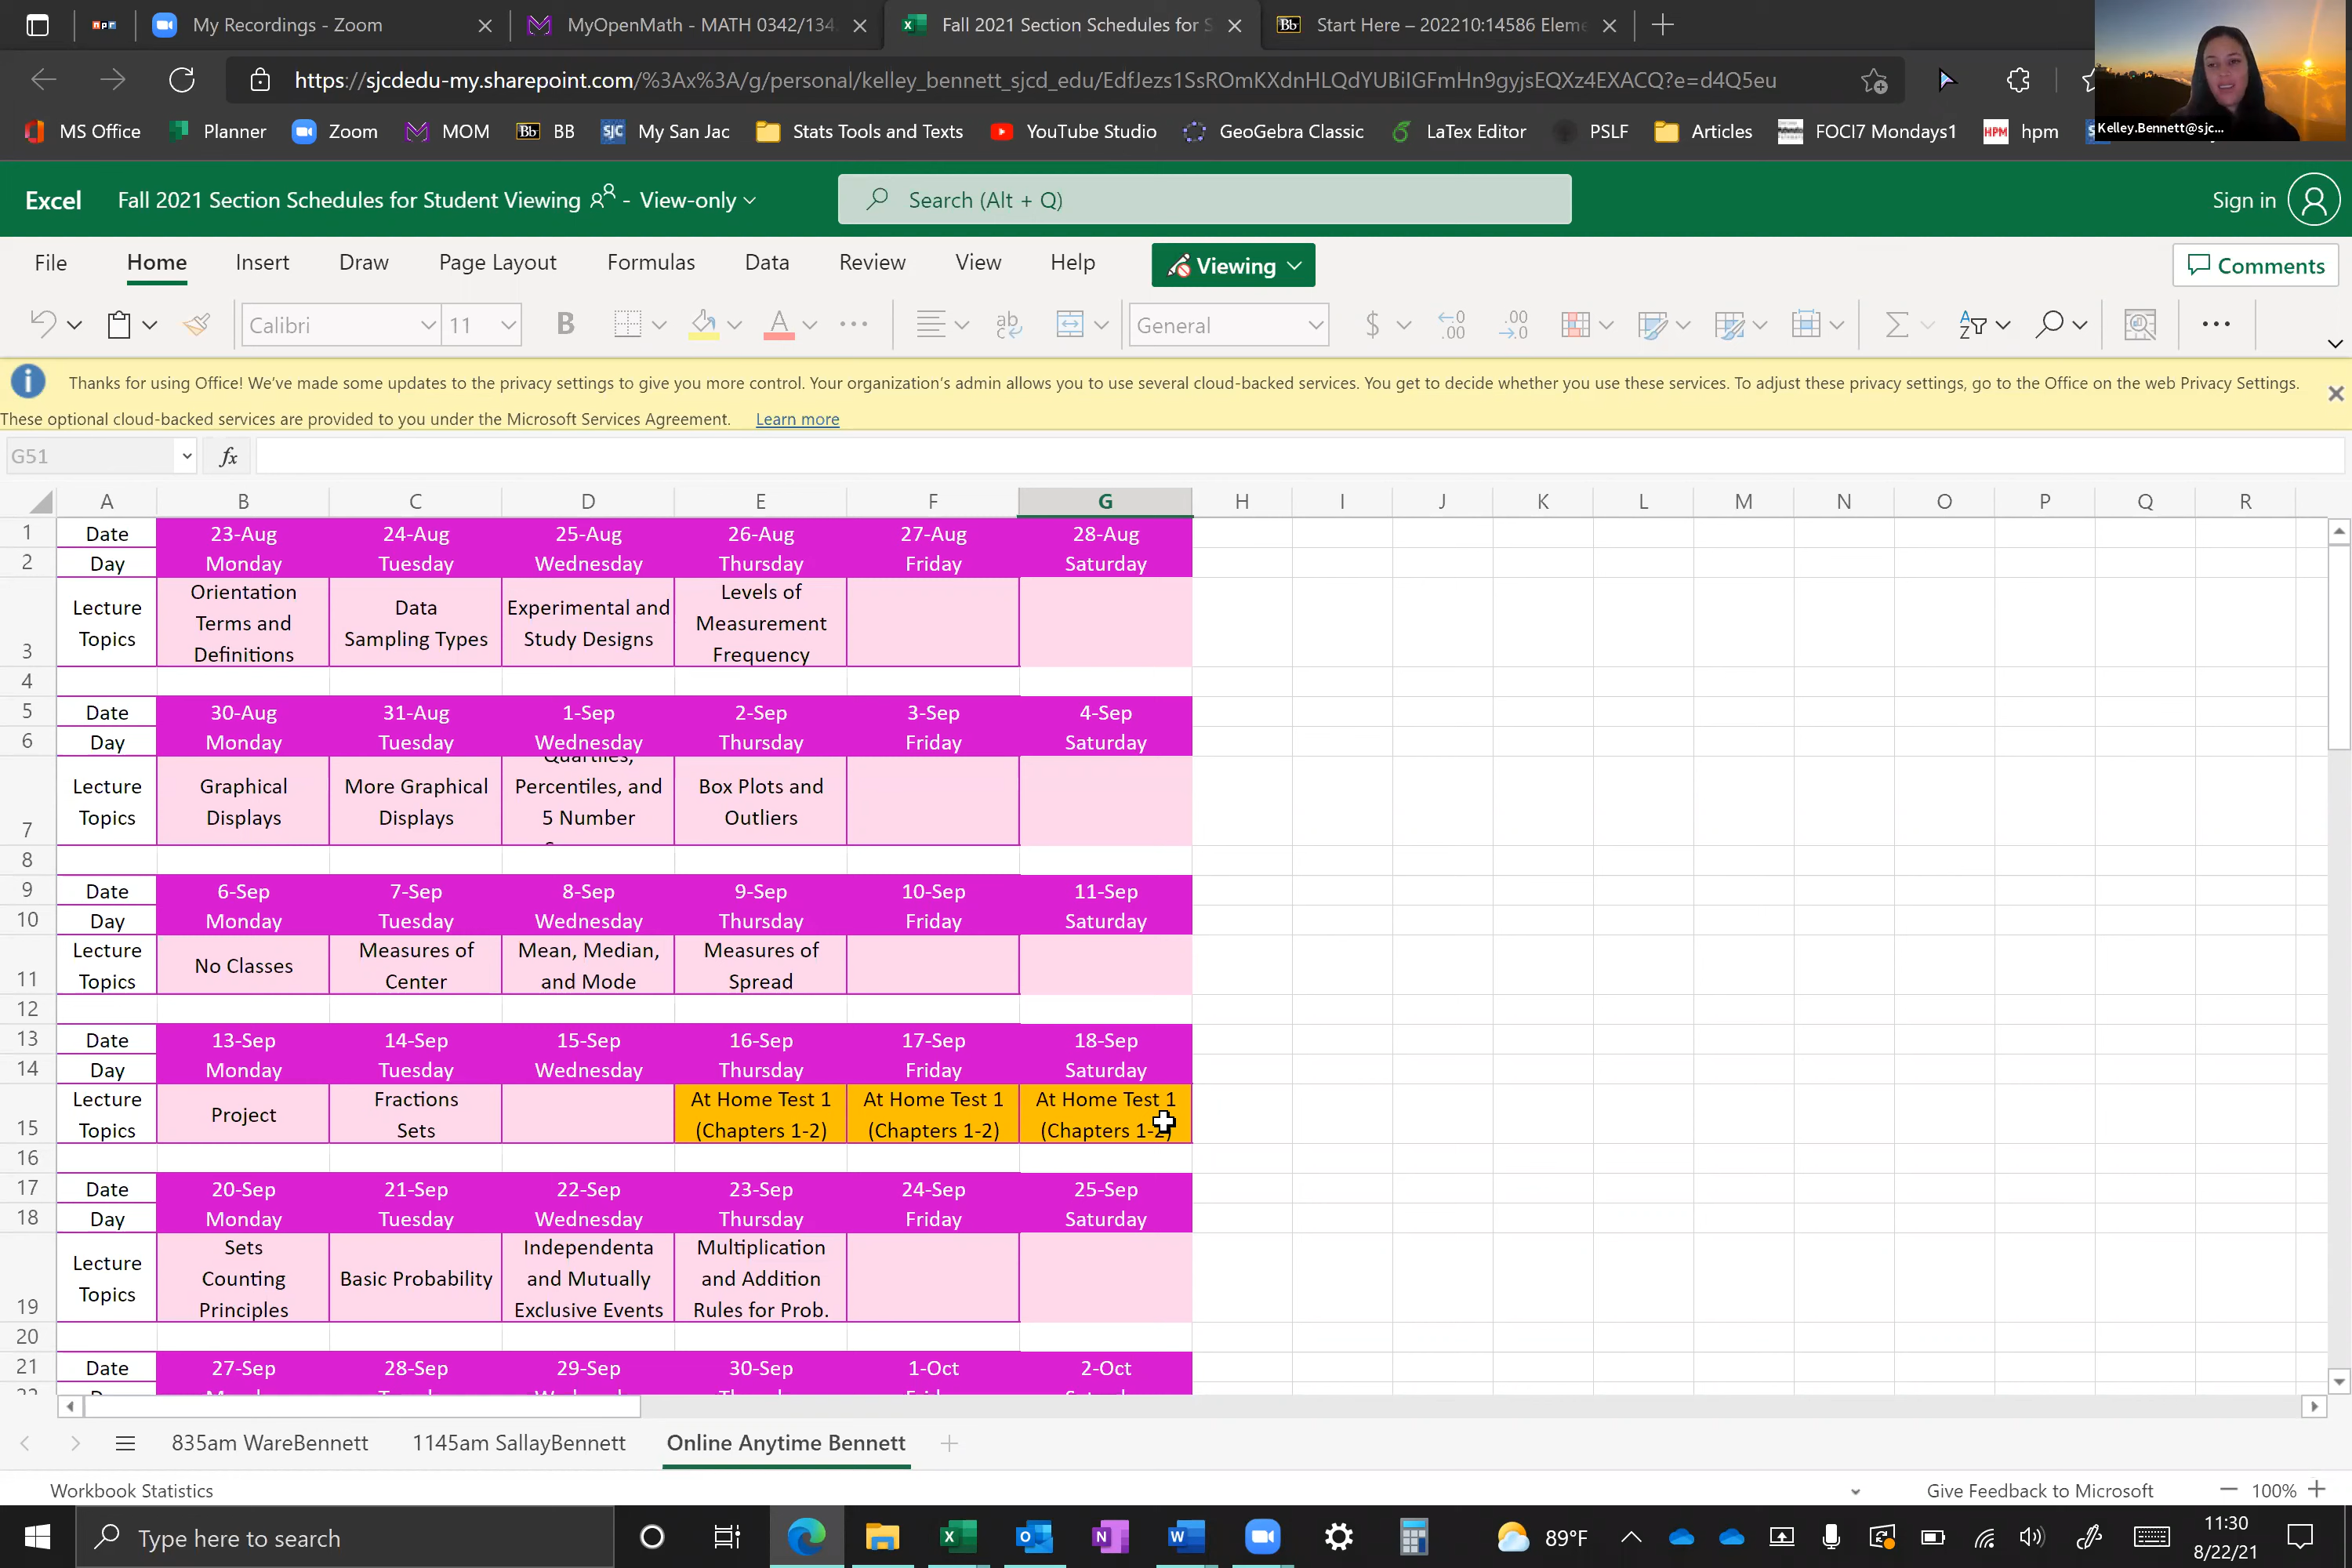 npr My Recordings - Zoom MyOpenMath - MATH 0342/134 Fall 2021 Section Schedules for S Bb Start Here – 202210:14586 Eleme
https://sjcdedu-my.sharepoint.com/%3Ax%3A/g/personal/kelley_bennett_sjcd_edu/EdfJezs1SsROmKXdnHLQdYUBiIGFmHn9gyjsEQXz4EXACQ?e=d4Q5eu
Kelley.Bennett@sjc...
MS Office Planner Zoom MOM Bb BB SJC My San Jac Stats Tools and Texts YouTube Studio GeoGebra Classic LaTex Editor PSLF Articles FOCI7 Mondays1 HPM hpm
Excel Fall 2021 Section Schedules for Student Viewing - View-only Search (Alt + Q) Sign in
File Home Insert Draw Page Layout Formulas Data Review View Help Viewing Comments
Calibri 11 B A ... ab c General $ .00 .00 ...
Thanks for using Office! We've made some updates to the privacy settings to give you more control. Your organization's admin allows you to use several cloud-backed services. You get to decide whether you use these services. To adjust these privacy settings, go to the Office on the web Privacy Settings.
These optional cloud-backed services are provided to you under the Microsoft Services Agreement. Learn more
G51 fx
A B C D E F G H I J K L M N O P Q R
1 Date 23-Aug 24-Aug 25-Aug 26-Aug 27-Aug 28-Aug
2 Day Monday Tuesday Wednesday Thursday Friday Saturday
3 Lecture Topics Orientation Terms and Definitions Data Sampling Types Experimental and Study Designs Levels of Measurement Frequency
4
5 Date 30-Aug 31-Aug 1-Sep 2-Sep 3-Sep 4-Sep
6 Day Monday Tuesday Wednesday Thursday Friday Saturday
7 Lecture Topics Graphical Displays More Graphical Displays Quartiles, Percentiles, and 5 Number Box Plots and Outliers
8
9 Date 6-Sep 7-Sep 8-Sep 9-Sep 10-Sep 11-Sep
10 Day Monday Tuesday Wednesday Thursday Friday Saturday
11 Lecture Topics No Classes Measures of Center Mean, Median, and Mode Measures of Spread
12
13 Date 13-Sep 14-Sep 15-Sep 16-Sep 17-Sep 18-Sep
14 Day Monday Tuesday Wednesday Thursday Friday Saturday
15 Lecture Topics Project Fractions Sets At Home Test 1 (Chapters 1-2) At Home Test 1 (Chapters 1-2) At Home Test 1 (Chapters 1-2)
16
17 Date 20-Sep 21-Sep 22-Sep 23-Sep 24-Sep 25-Sep
18 Day Monday Tuesday Wednesday Thursday Friday Saturday
19 Lecture Topics Sets Counting Principles Basic Probability Independenta and Mutually Exclusive Events Multiplication and Addition Rules for Prob.
20
21 Date 27-Sep 28-Sep 29-Sep 30-Sep 1-Oct 2-Oct
835am WareBennett 1145am SallayBennett Online Anytime Bennett
Workbook Statistics Give Feedback to Microsoft 100%
Type here to search 89°F 11:30
8/22/21